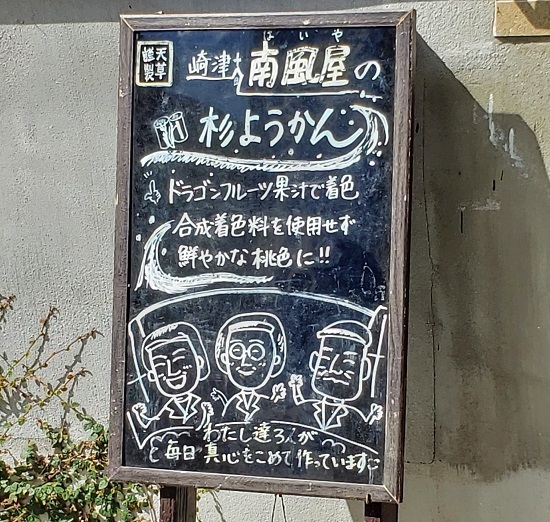 天草
謹製
はいや
崎津 南風屋の
杉ようかん
ドラゴンフルーツ果汁で着色
合成着色料を使用せず
鮮やかな桃色に!!
わたし達3人が
毎日真心をこめて作っています